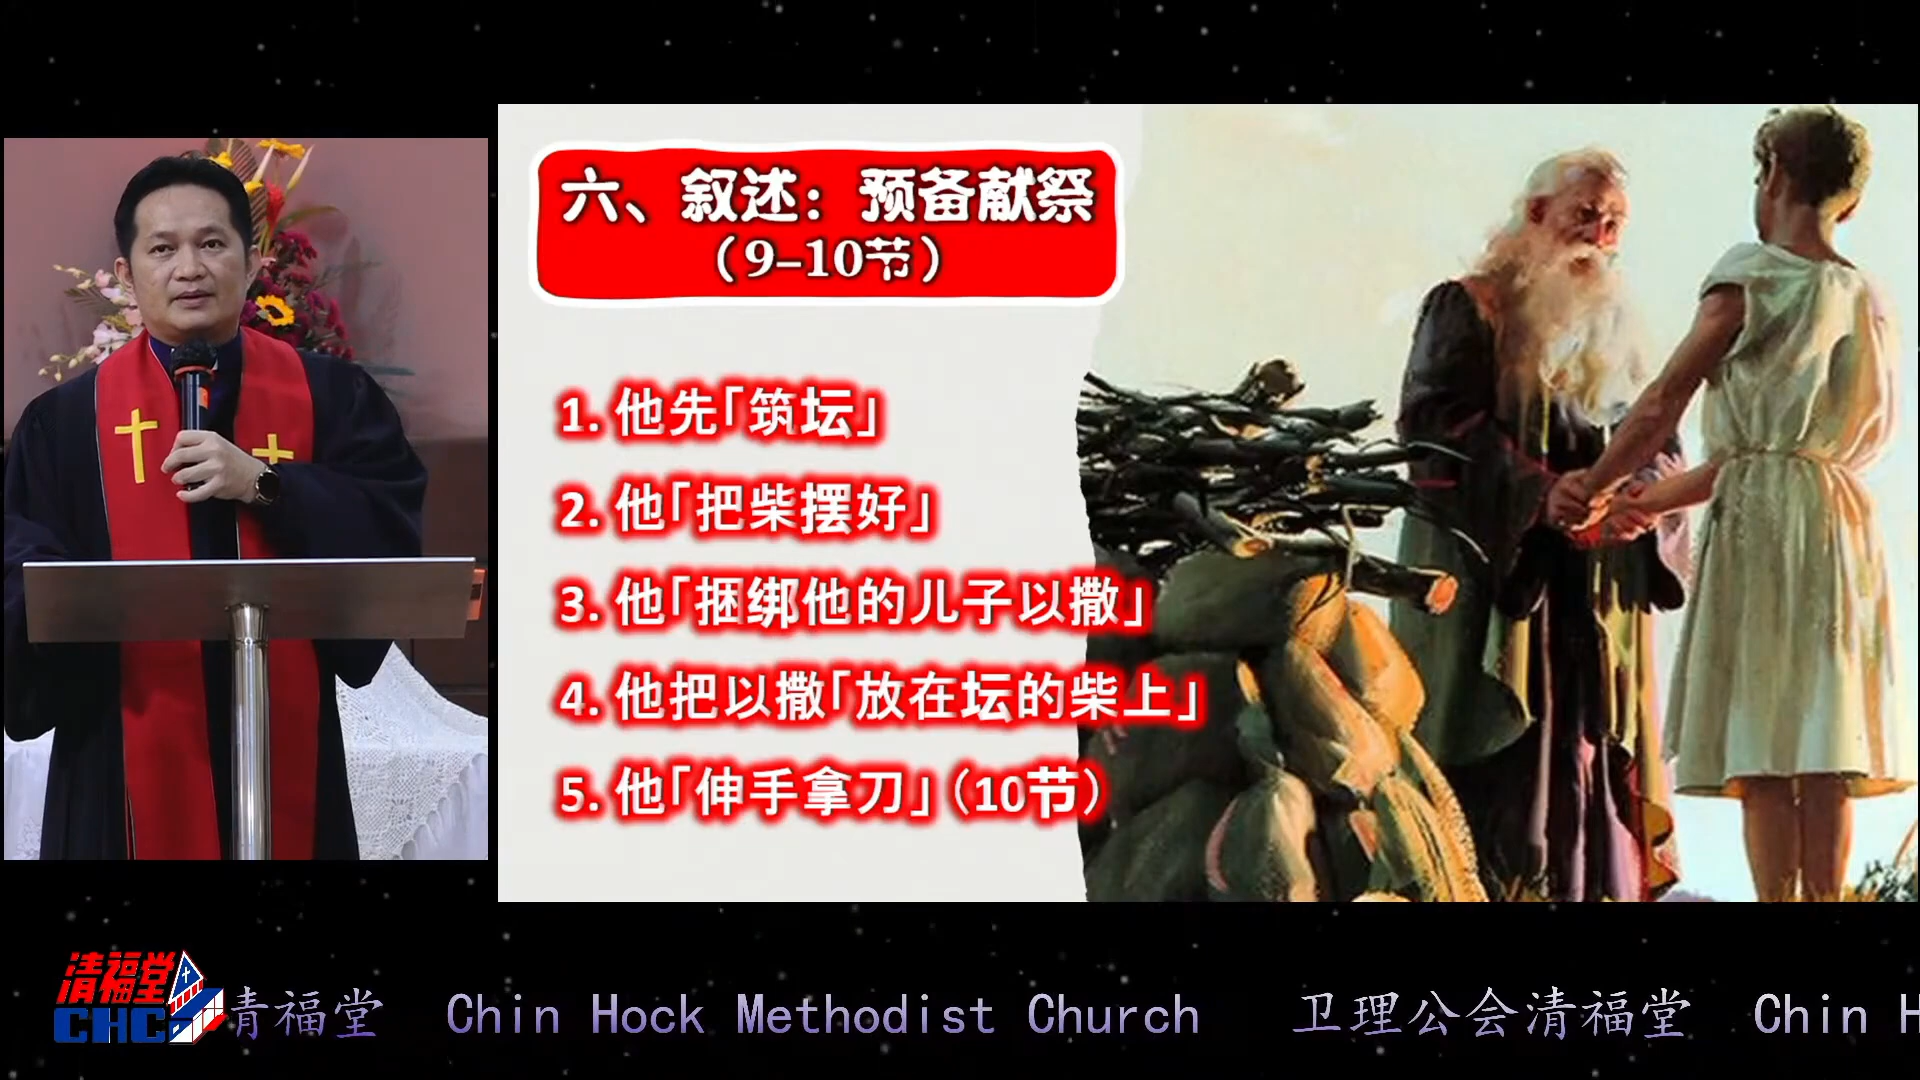 六、叙述：预备献祭
（9–10节）
1. 他先「筑坛」
2. 他「把柴摆好」
3. 他「捆绑他的儿子以撒」
4. 他把以撒「放在坛的柴上」
5. 他「伸手拿刀」（10节）
清福堂
CHC
清福堂 Chin Hock Methodist Church 卫理公会清福堂 Chin H